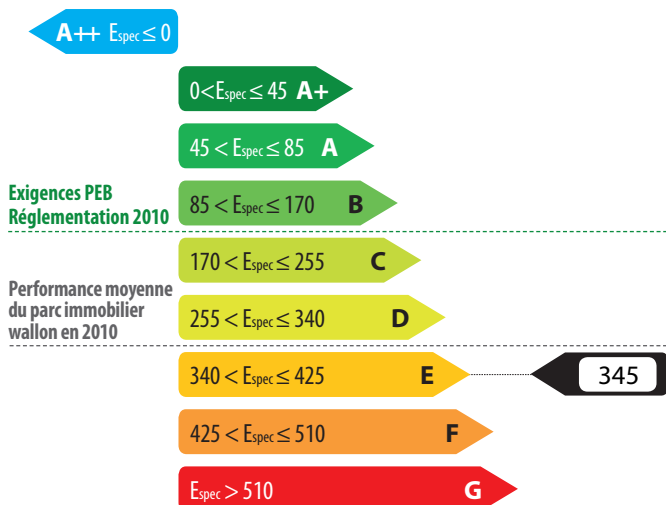 A++ Espec ≤ 0
0<Espec ≤ 45 A+
45 < Espec ≤ 85 A
Exigences PEB
Réglementation 2010
85 < Espec ≤ 170 B
170 < Espec ≤ 255 C
Performance moyenne
du parc immobilier
wallon en 2010
255 < Espec ≤ 340 D
340 < Espec ≤ 425 E
345
425 < Espec ≤ 510 F
Espec > 510 G